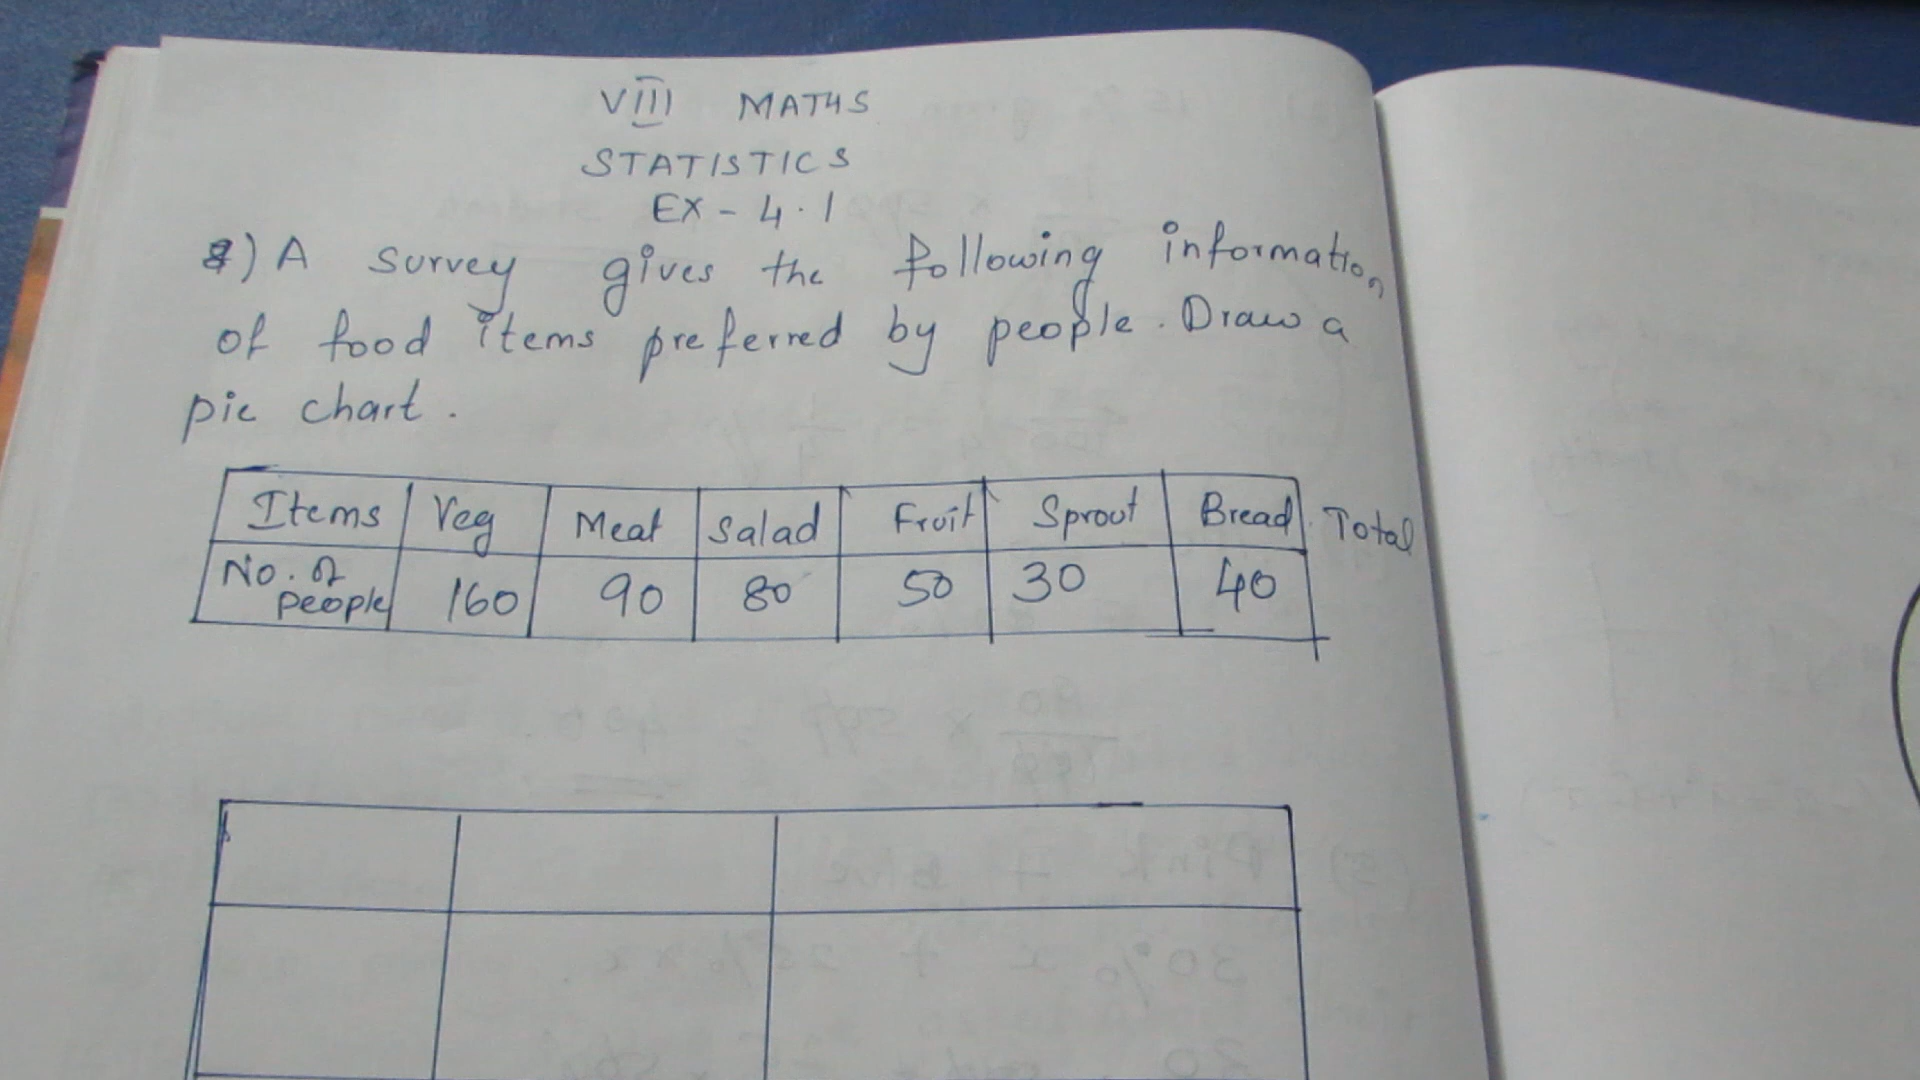 VIII MATHS
STATISTICS
EX - 4.1
8) A survey gives the following information
of food items preferred by people. Draw a
pie chart.
Items Veg Meat Salad Fruit Sprout Bread Total
No. of people 160 90 80 50 30 40